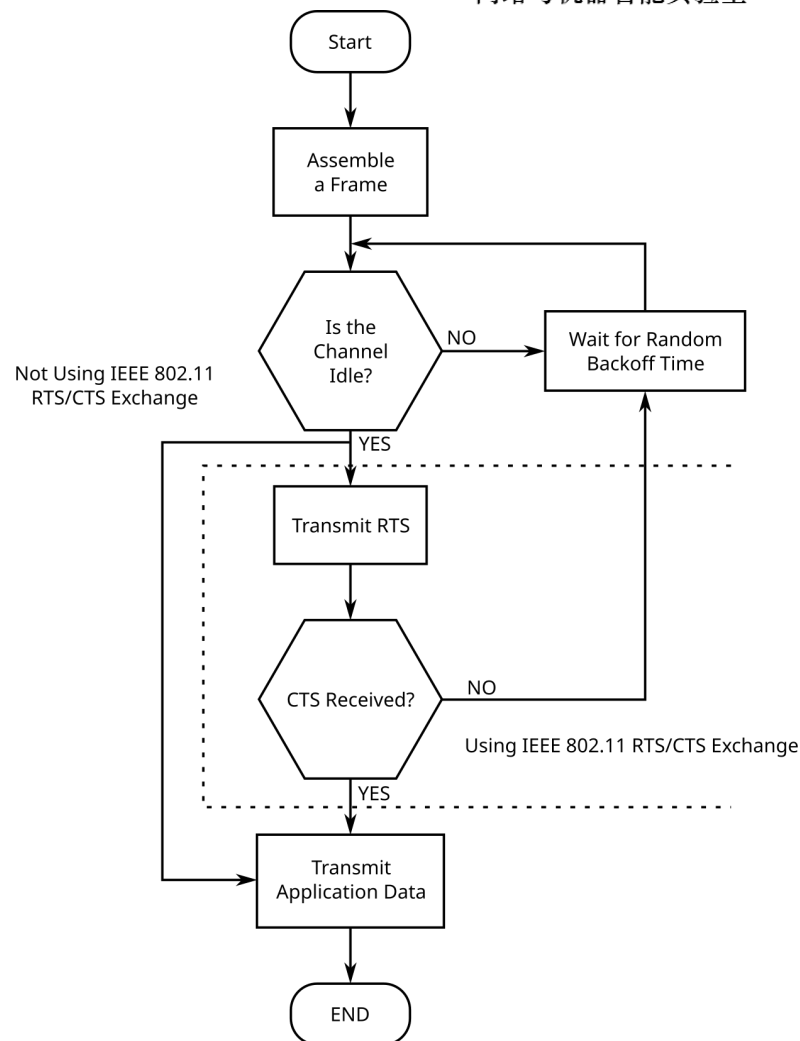 Start
Assemble
a Frame
Is the
Channel
Idle?
NO
Wait for Random
Backoff Time
Not Using IEEE 802.11
RTS/CTS Exchange
YES
Transmit RTS
CTS Received?
NO
Using IEEE 802.11 RTS/CTS Exchange
YES
Transmit
Application Data
END